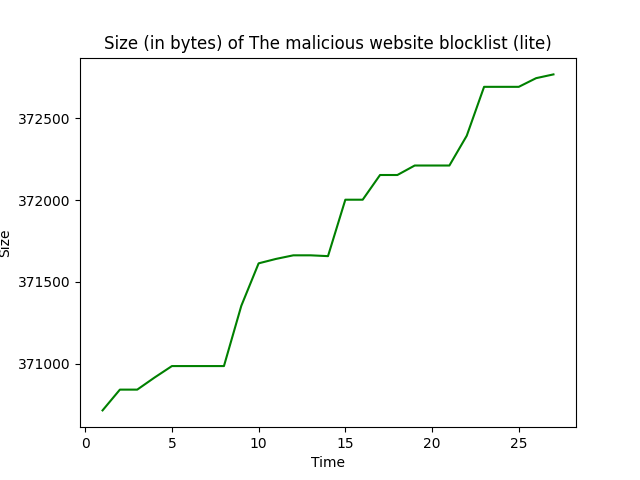 Size (in bytes) of The malicious website blocklist (lite)
372500
372000
371500
371000
Size
0 5 10 15 20 25
Time